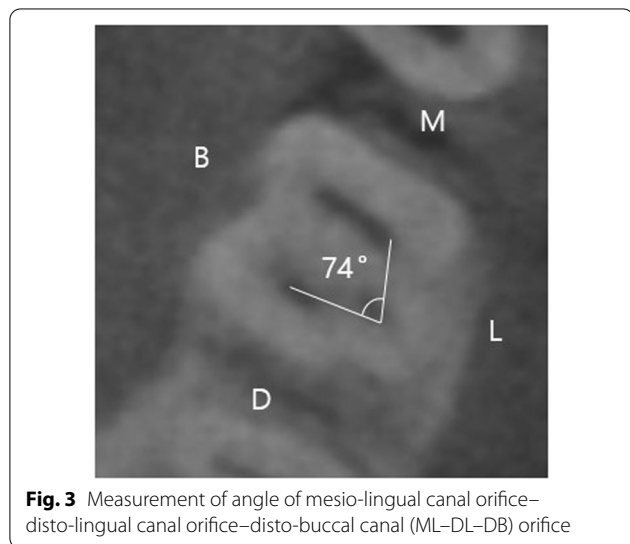 M
B
74°
L
D
Fig. 3 Measurement of angle of mesio-lingual canal orifice–
disto-lingual canal orifice–disto-buccal canal (ML–DL–DB) orifice